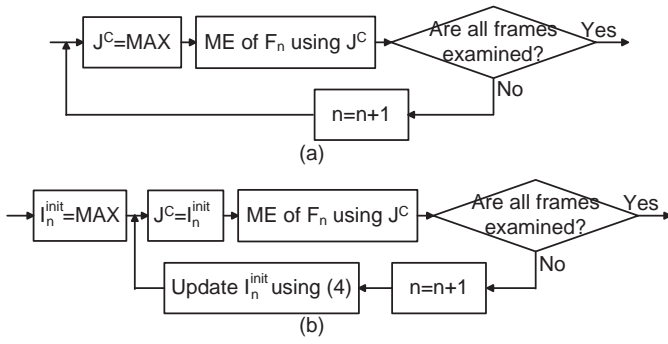 J^C=MAX
ME of F_n using J^C
Are all frames
examined?
Yes
No
n=n+1
(a)
I_n^init=MAX
J^C=I_n^init
ME of F_n using J^C
Are all frames
examined?
Yes
No
Update I_n^init using (4)
n=n+1
(b)